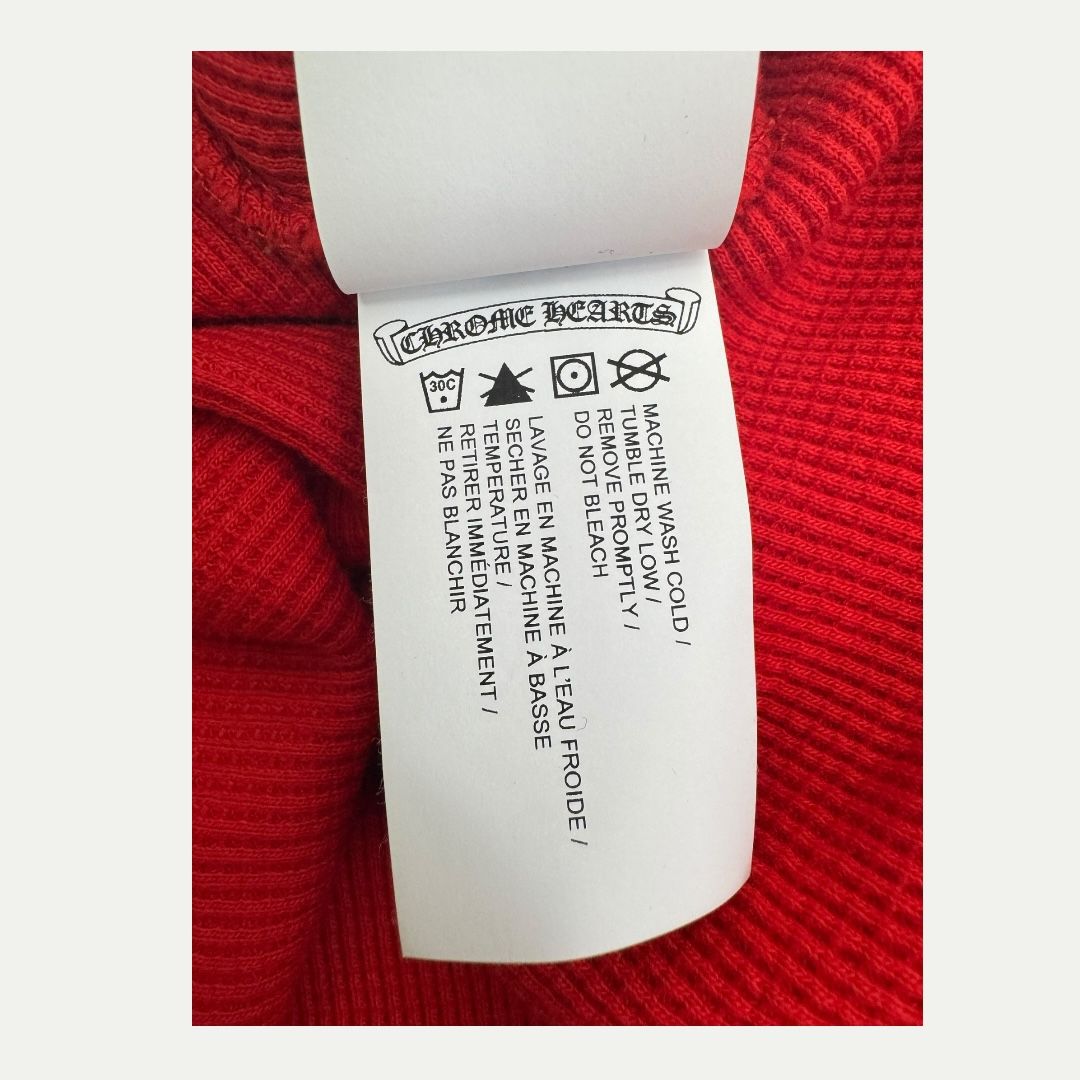 CHROME HEARTS
30C
MACHINE WASH COLD /
TUMBLE DRY LOW /
REMOVE PROMPTLY /
DO NOT BLEACH
LAVAGE EN MACHINE À L'EAU FROIDE /
SECHER EN MACHINE À BASSE
TEMPERATURE /
RETIRER IMMÉDIATEMENT /
NE PAS BLANCHIR